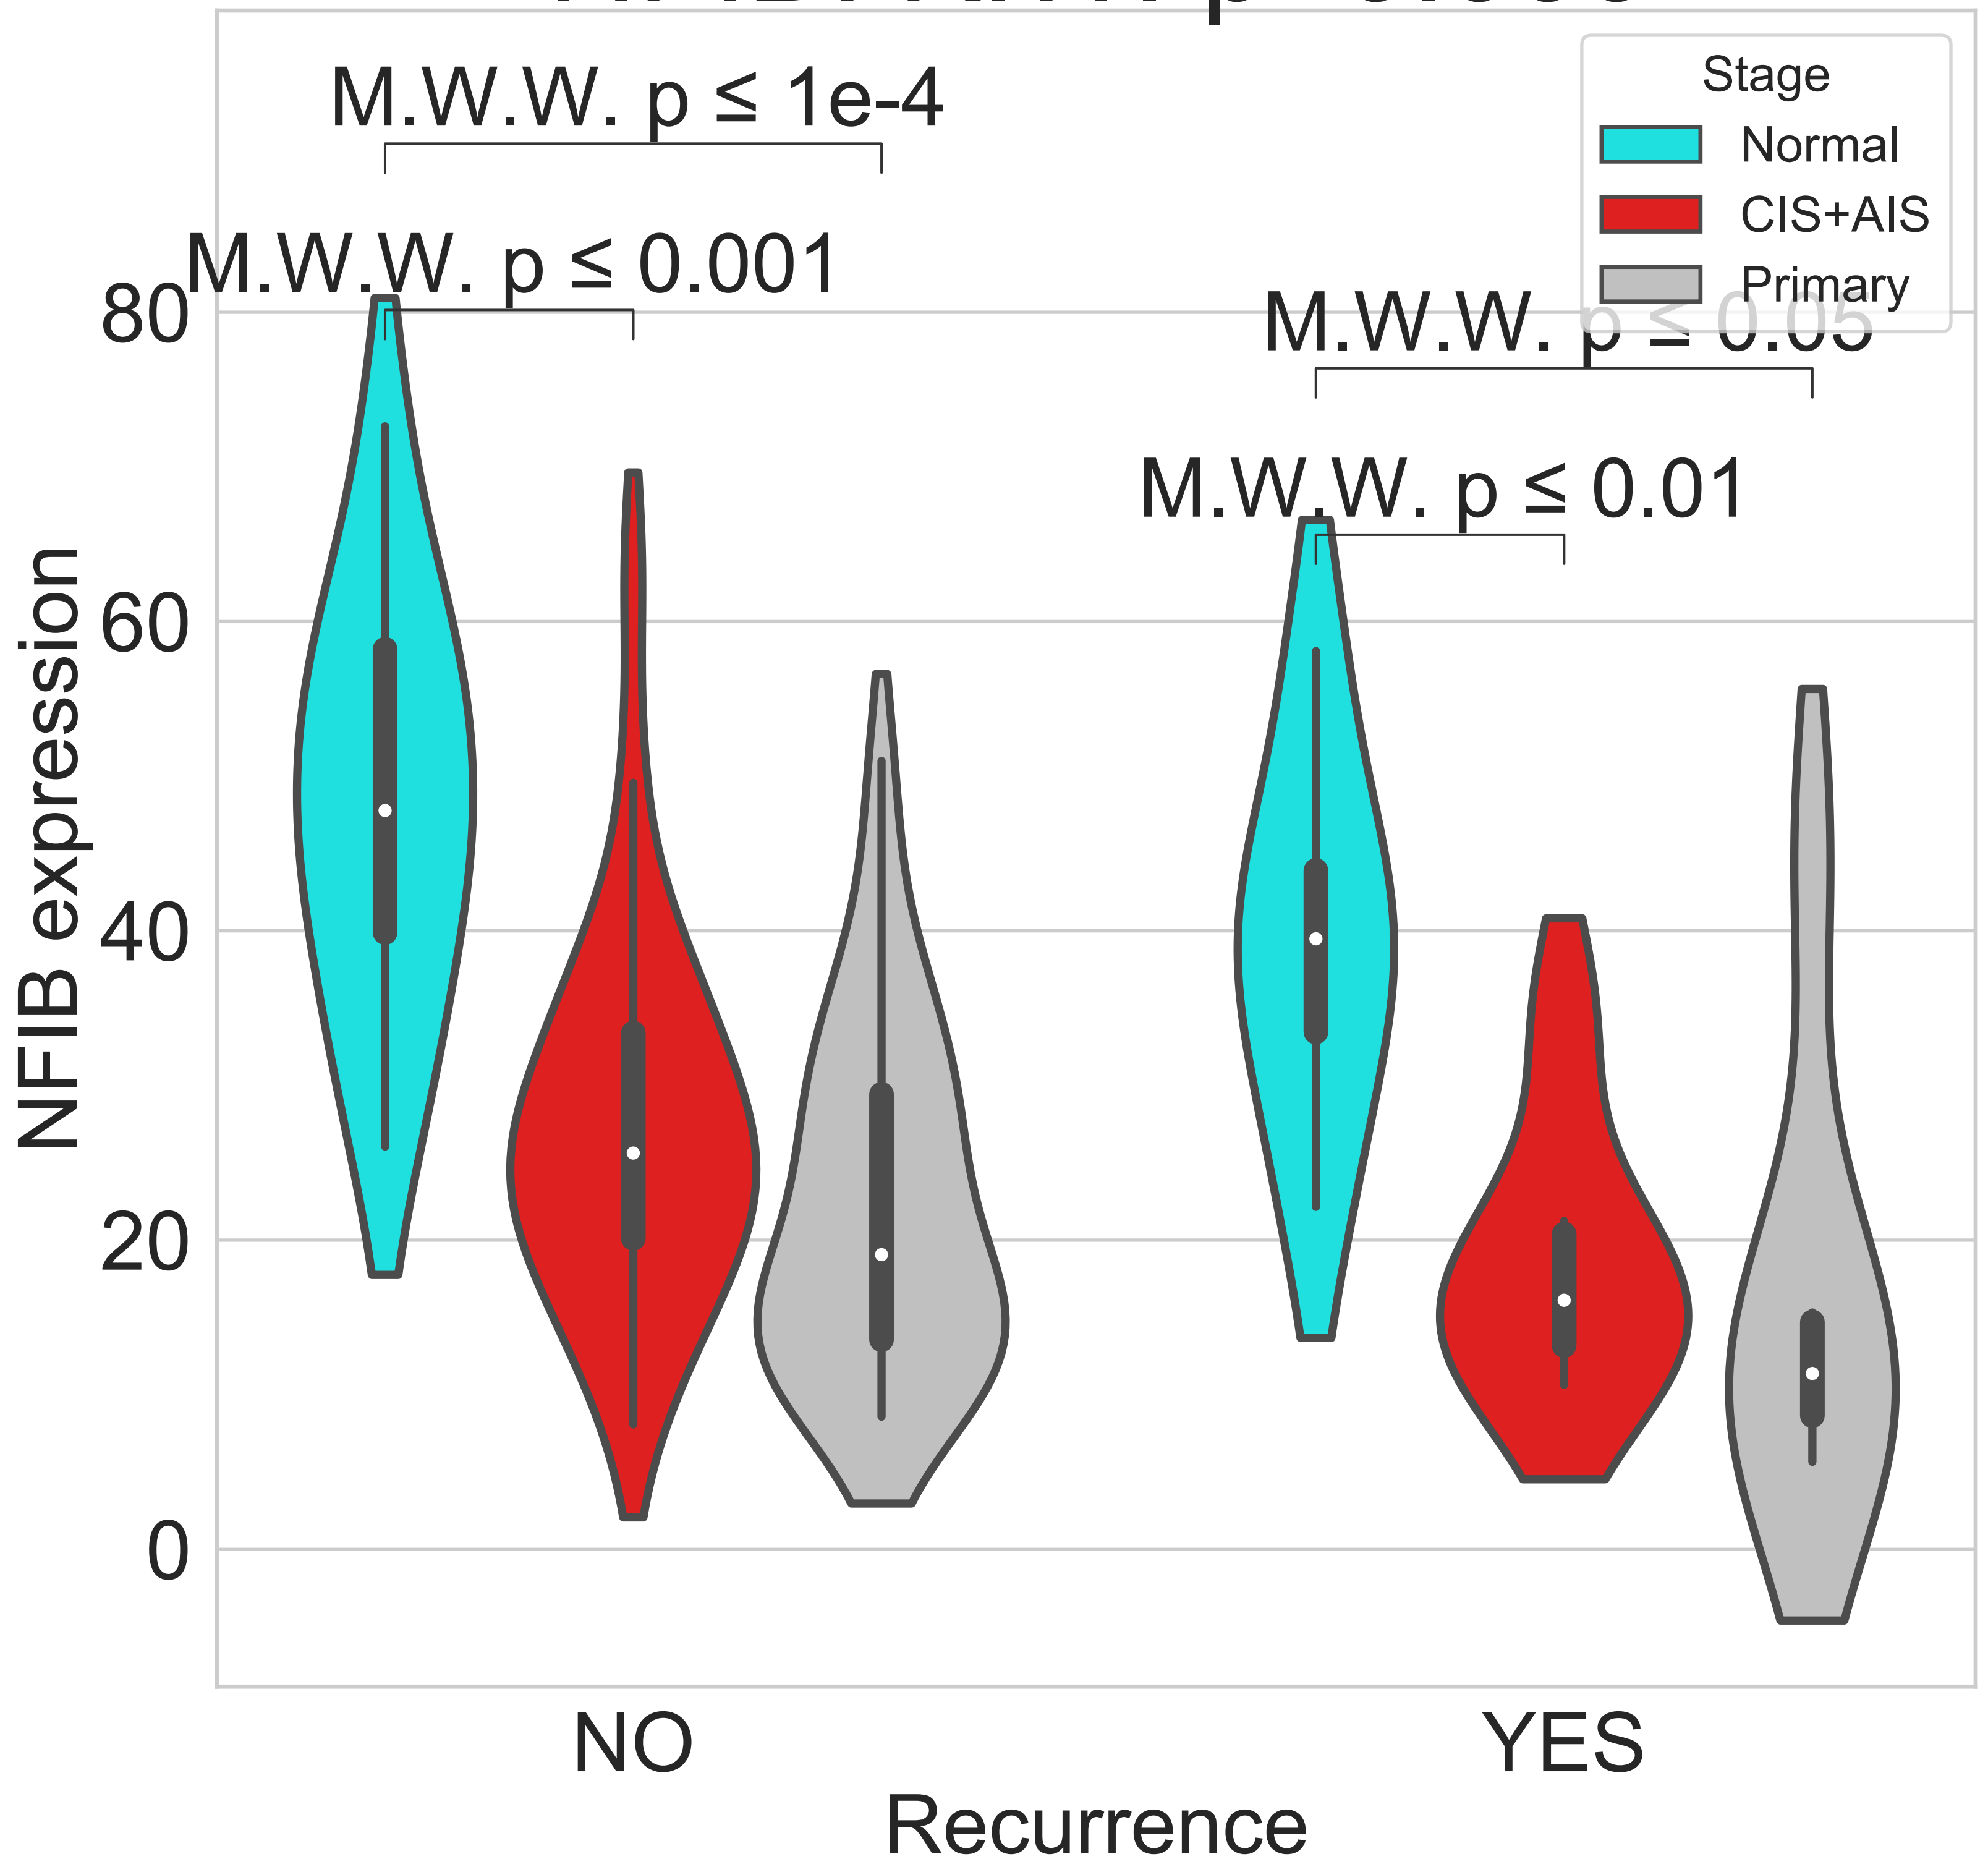 M.W.W. p ≤ 1e-4
Stage
Normal
CIS+AIS
Primary
M.W.W. p ≤ 0.001
M.W.W. p ≤ 0.05
M.W.W. p ≤ 0.01
80
60
40
20
0
NFIB expression
NO
YES
Recurrence